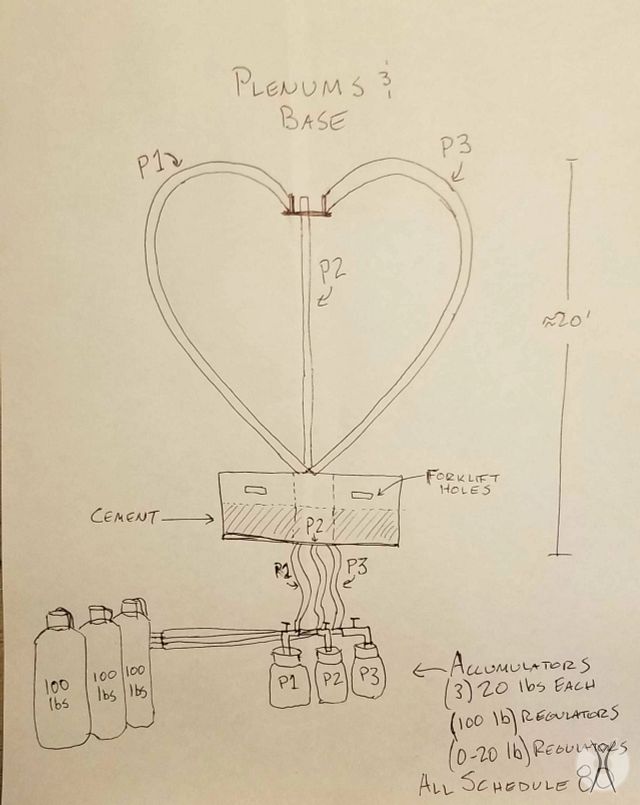 PLENUMS &
BASE
P1
P3
P2
≈20'
FORKLIFT
HOLES
CEMENT
P2
P1
P3
100
lbs
100
lbs
100
lbs
P1
P2
P3
ACCUMULATORS
(3) 20 lbs EACH
(100 lb) REGULATORS
(0-20 lb) REGULATORS
ALL SCHEDULE 80